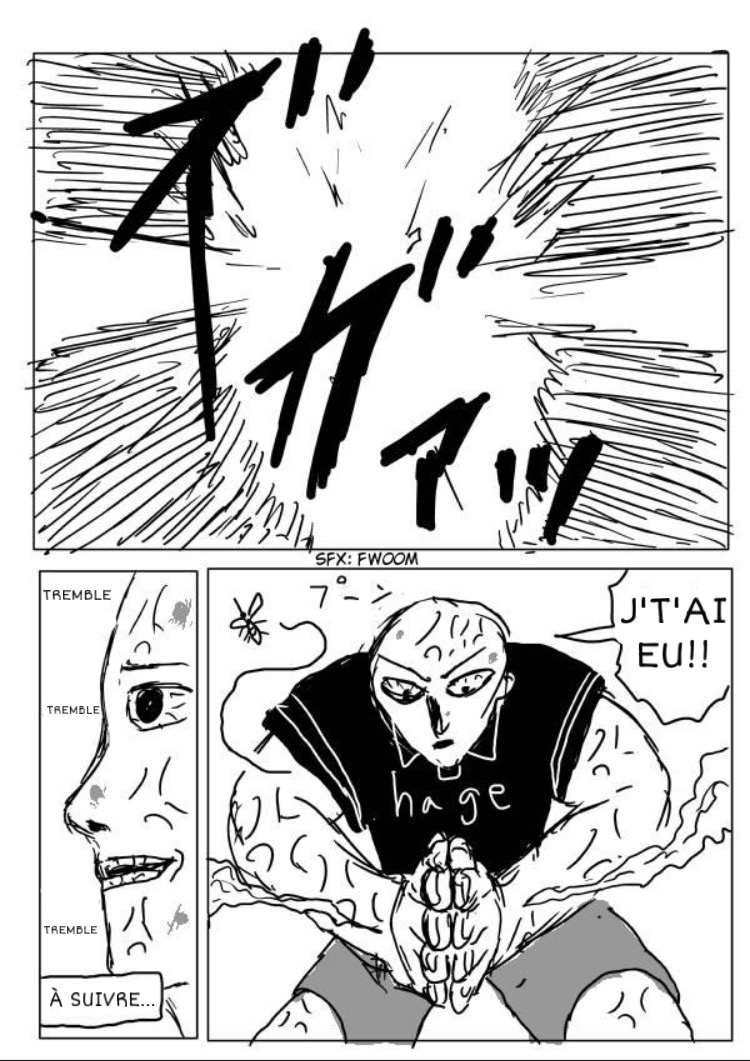 ズガァッ
SFX: FWOOM
プ゜ーン
J'T'AI
EU!!
hage
TREMBLE
TREMBLE
TREMBLE
À SUIVRE...